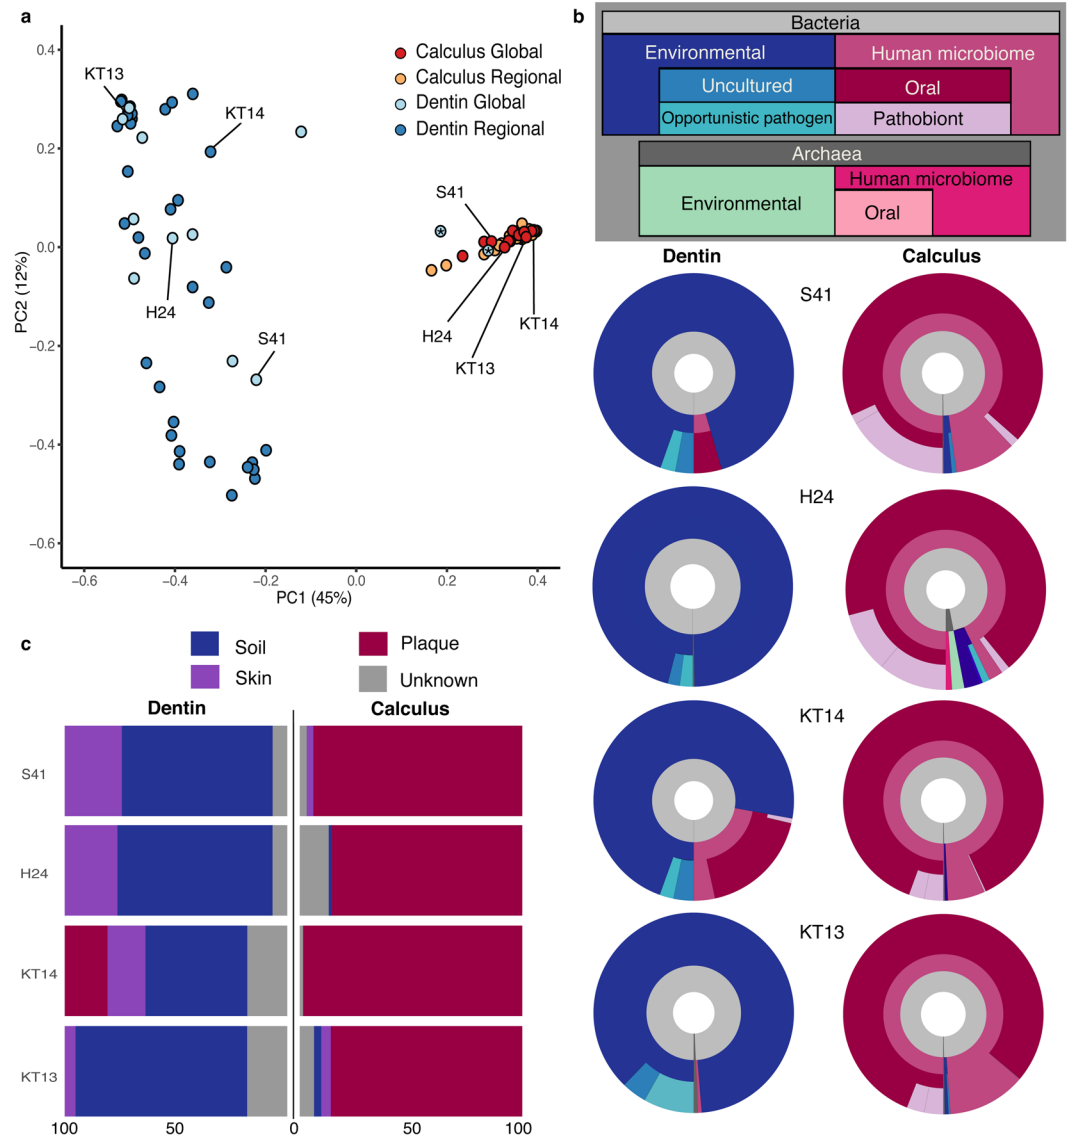 a
0.4
0.2
0.0
−0.2
−0.4
−0.6
PC2 (12%)
−0.6
−0.4
−0.2
0.0
0.2
0.4
PC1 (45%)
Calculus Global
Calculus Regional
Dentin Global
Dentin Regional
KT13
KT14
H24
S41
S41
H24
KT13
KT14
b
Bacteria
Environmental
Human microbiome
Uncultured
Oral
Opportunistic pathogen
Pathobiont
Archaea
Environmental
Human microbiome
Oral
Dentin
Calculus
S41
H24
KT14
KT13
c
Soil
Plaque
Skin
Unknown
Dentin
Calculus
S41
H24
KT14
KT13
100
50
0
50
100